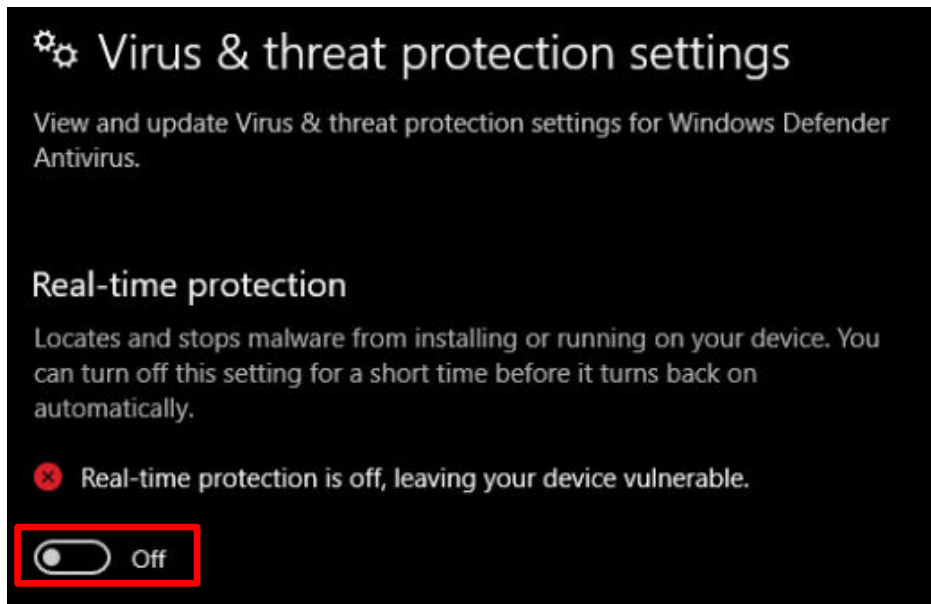 Virus & threat protection settings
View and update Virus & threat protection settings for Windows Defender
Antivirus.
Real-time protection
Locates and stops malware from installing or running on your device. You
can turn off this setting for a short time before it turns back on
automatically.
Real-time protection is off, leaving your device vulnerable.
Off